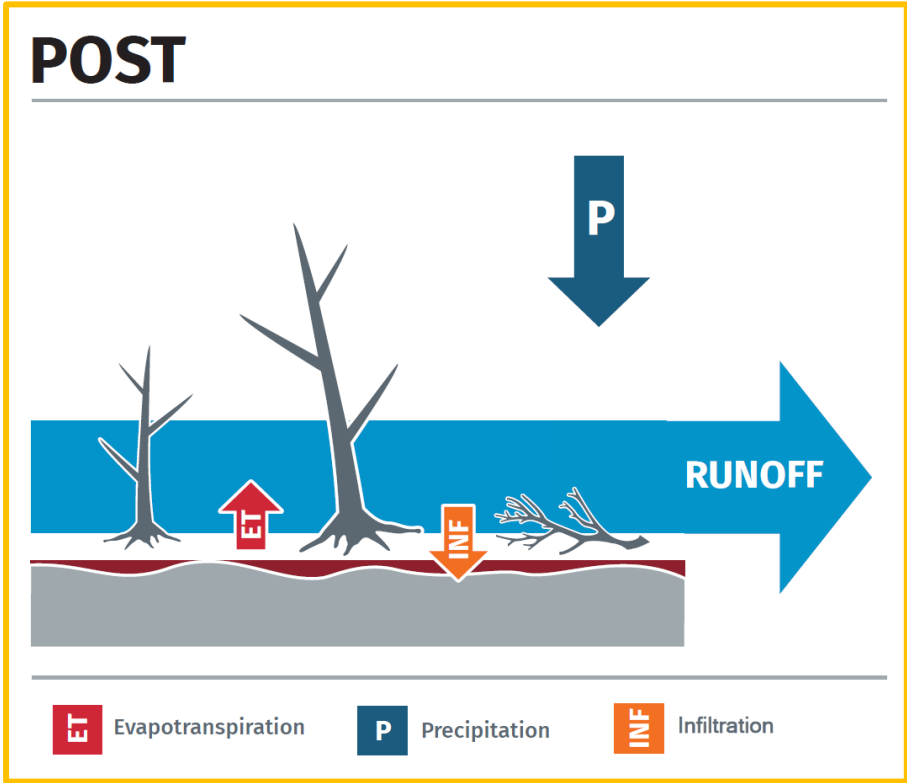 POST
P
RUNOFF
ET
INF
ET Evapotranspiration
P Precipitation
INF Infiltration